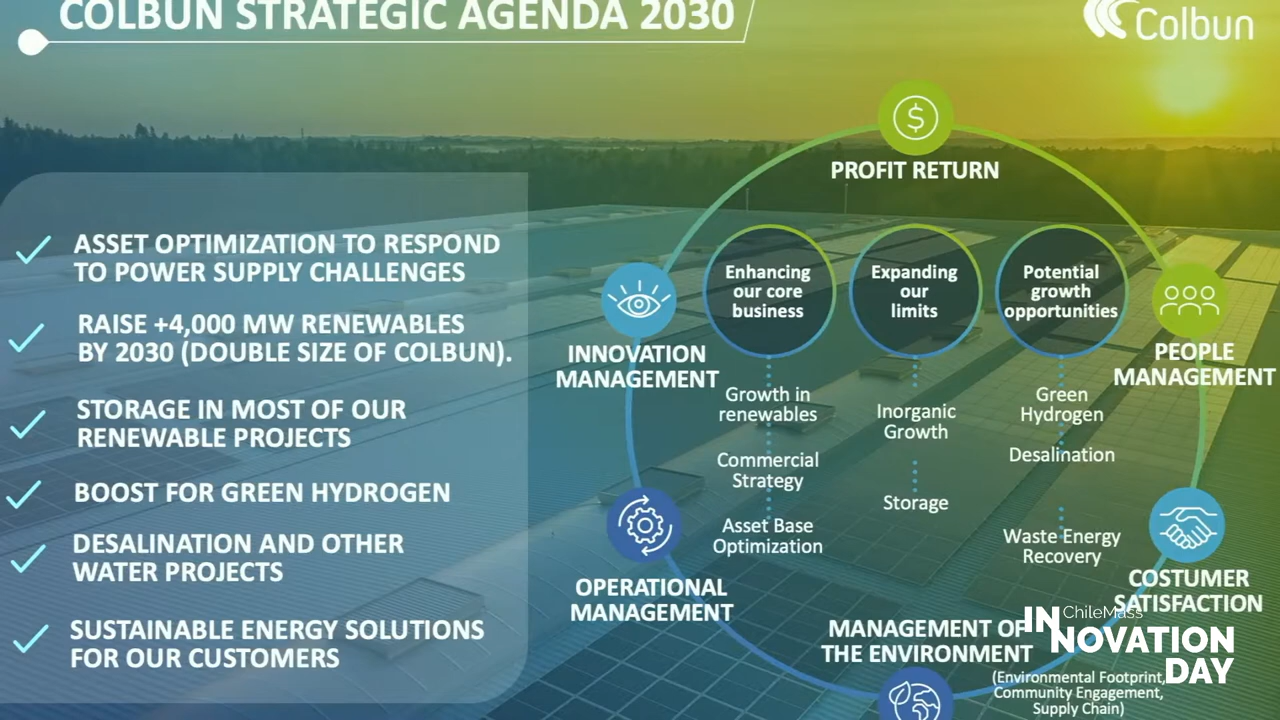 COLBUN STRATEGIC AGENDA 2030
Colbun
ASSET OPTIMIZATION TO RESPOND
TO POWER SUPPLY CHALLENGES
RAISE +4,000 MW RENEWABLES
BY 2030 (DOUBLE SIZE OF COLBUN).
STORAGE IN MOST OF OUR
RENEWABLE PROJECTS
BOOST FOR GREEN HYDROGEN
DESALINATION AND OTHER
WATER PROJECTS
SUSTAINABLE ENERGY SOLUTIONS
FOR OUR CUSTOMERS
$
PROFIT RETURN
INNOVATION
MANAGEMENT
Enhancing
our core
business
Growth in
renewables
Commercial
Strategy
Asset Base
Optimization
Expanding
our
limits
Inorganic
Growth
Storage
Potential
growth
opportunities
Green
Hydrogen
Desalination
Waste Energy
Recovery
PEOPLE
MANAGEMENT
OPERATIONAL
MANAGEMENT
COSTUMER
SATISFACTION
MANAGEMENT OF
THE ENVIRONMENT
(Environmental Footprint,
Community Engagement,
Supply Chain)
ChileMass
INNOVATION
DAY